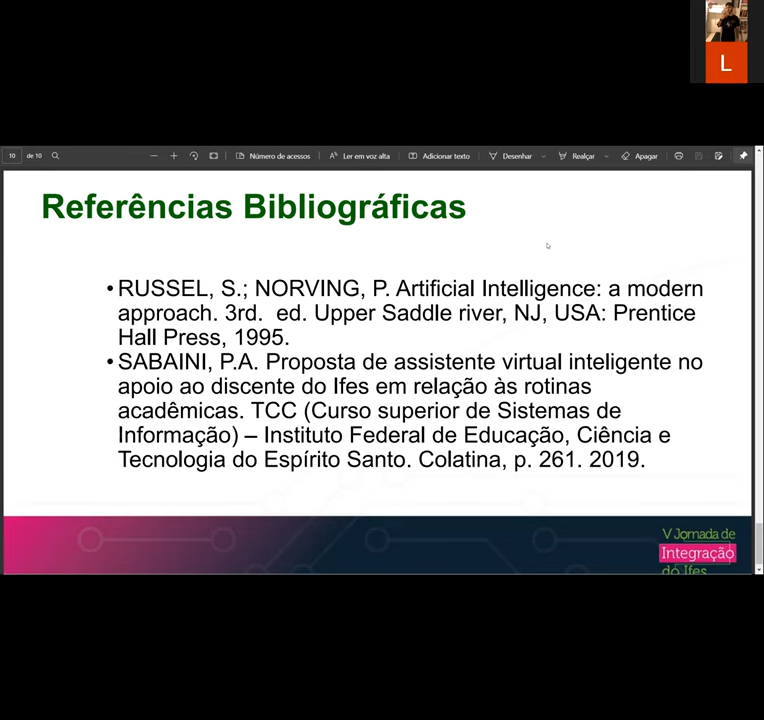 L
10 de 10
Número de acessos
Ler em voz alta
Adicionar texto
Desenhar
Realçar
Apagar
Referências Bibliográficas
•RUSSEL, S.; NORVING, P. Artificial Intelligence: a modern
approach. 3rd. ed. Upper Saddle river, NJ, USA: Prentice
Hall Press, 1995.
•SABAINI, P.A. Proposta de assistente virtual inteligente no
apoio ao discente do Ifes em relação às rotinas
acadêmicas. TCC (Curso superior de Sistemas de
Informação) – Instituto Federal de Educação, Ciência e
Tecnologia do Espírito Santo. Colatina, p. 261. 2019.
V Jornada de
Integração
do Ifes